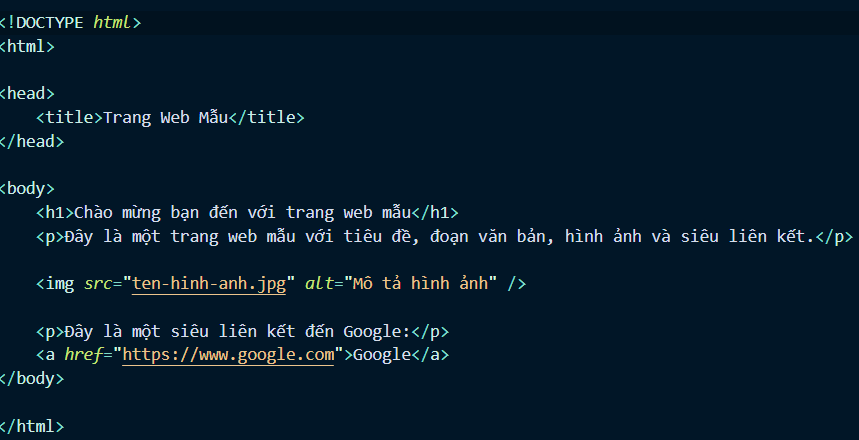 <!DOCTYPE html>
<html>
<head>
<title>Trang Web Mẫu</title>
</head>
<body>
<h1>Chào mừng bạn đến với trang web mẫu</h1>
<p>Đây là một trang web mẫu với tiêu đề, đoạn văn bản, hình ảnh và siêu liên kết.</p>
<img src="ten-hinh-anh.jpg" alt="Mô tả hình ảnh" />
<p>Đây là một siêu liên kết đến Google:</p>
<a href="https://www.google.com">Google</a>
</body>
</html>